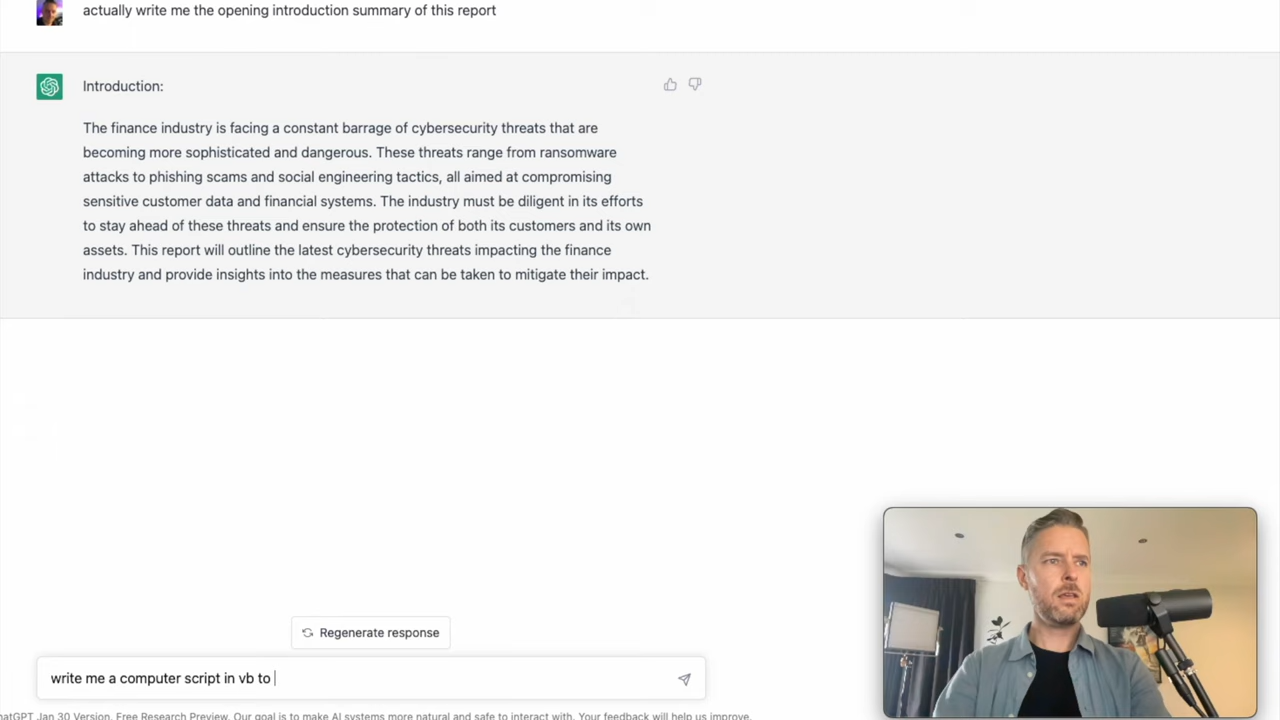 actually write me the opening introduction summary of this report
Introduction:
The finance industry is facing a constant barrage of cybersecurity threats that are
becoming more sophisticated and dangerous. These threats range from ransomware
attacks to phishing scams and social engineering tactics, all aimed at compromising
sensitive customer data and financial systems. The industry must be diligent in its efforts
to stay ahead of these threats and ensure the protection of both its customers and its own
assets. This report will outline the latest cybersecurity threats impacting the finance
industry and provide insights into the measures that can be taken to mitigate their impact.
Regenerate response
write me a computer script in vb to
atGPT Jan 30 Version. Free Research Preview. Our goal is to make AI systems more natural and safe to interact with. Your feedback will help us improve.